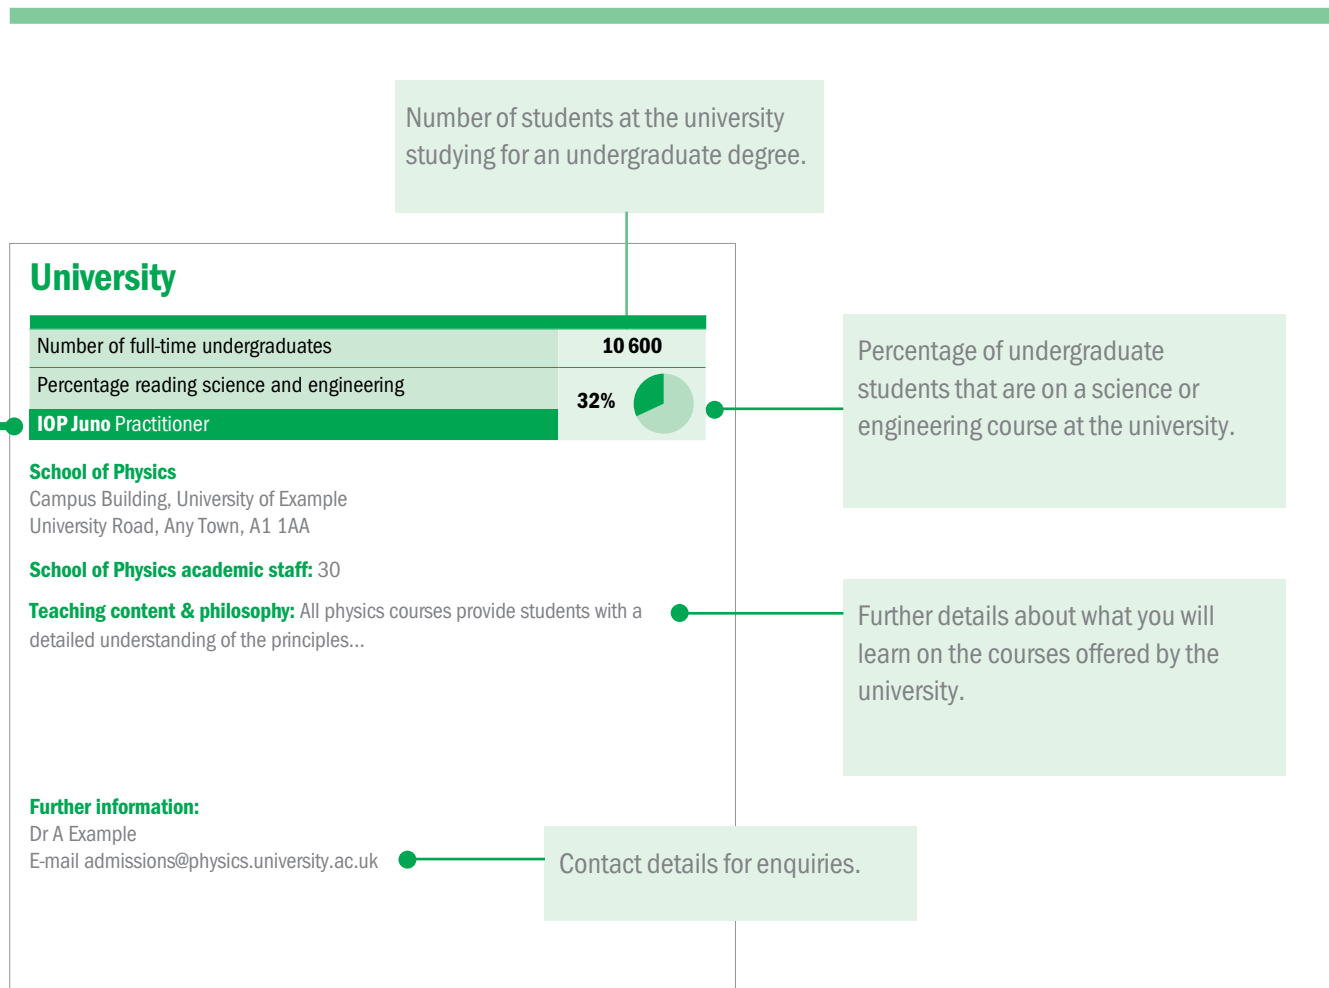 Number of students at the university
studying for an undergraduate degree.
University
Number of full-time undergraduates 10 600
Percentage reading science and engineering
32%
IOP Juno Practitioner
Percentage of undergraduate
students that are on a science or
engineering course at the university.
School of Physics
Campus Building, University of Example
University Road, Any Town, A1 1AA
School of Physics academic staff: 30
Teaching content & philosophy: All physics courses provide students with a
detailed understanding of the principles...
Further details about what you will
learn on the courses offered by the
university.
Further information:
Dr A Example
E-mail admissions@physics.university.ac.uk
Contact details for enquiries.